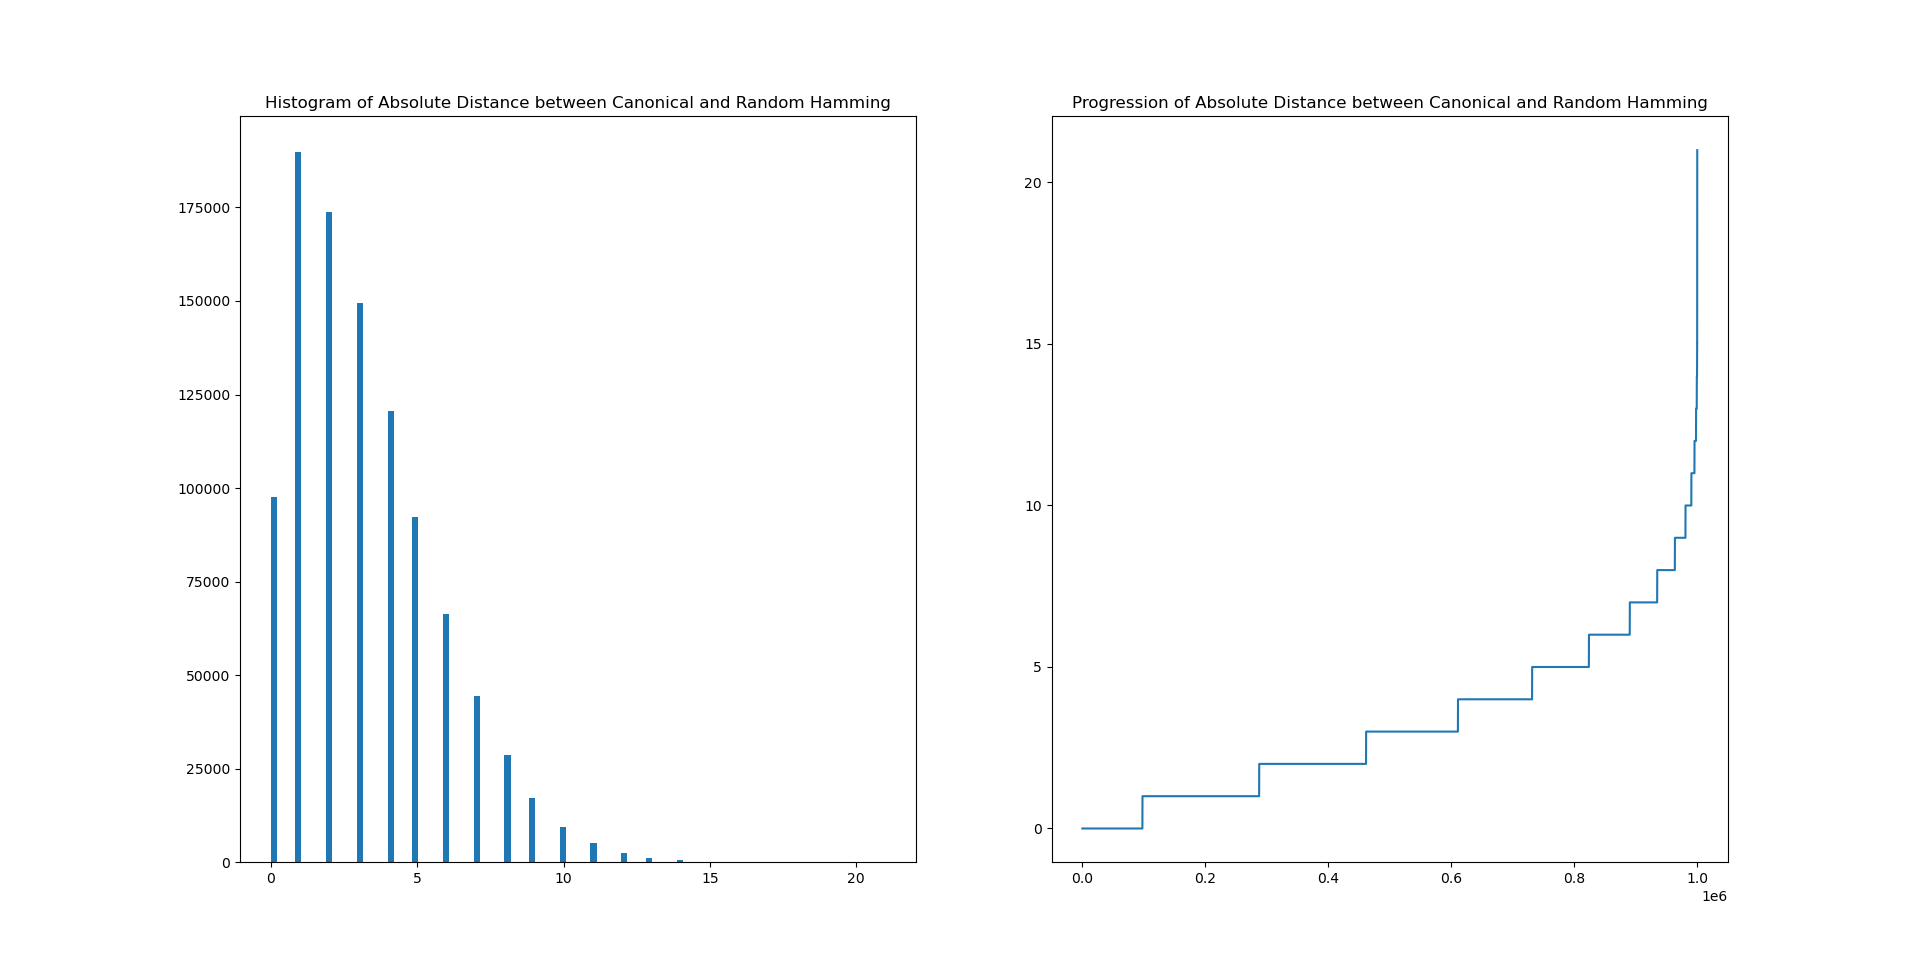 Histogram of Absolute Distance between Canonical and Random Hamming
175000
150000
125000
100000
75000
50000
25000
0
0 5 10 15 20
Progression of Absolute Distance between Canonical and Random Hamming
20
15
10
5
0
0.0 0.2 0.4 0.6 0.8 1.0
1e6